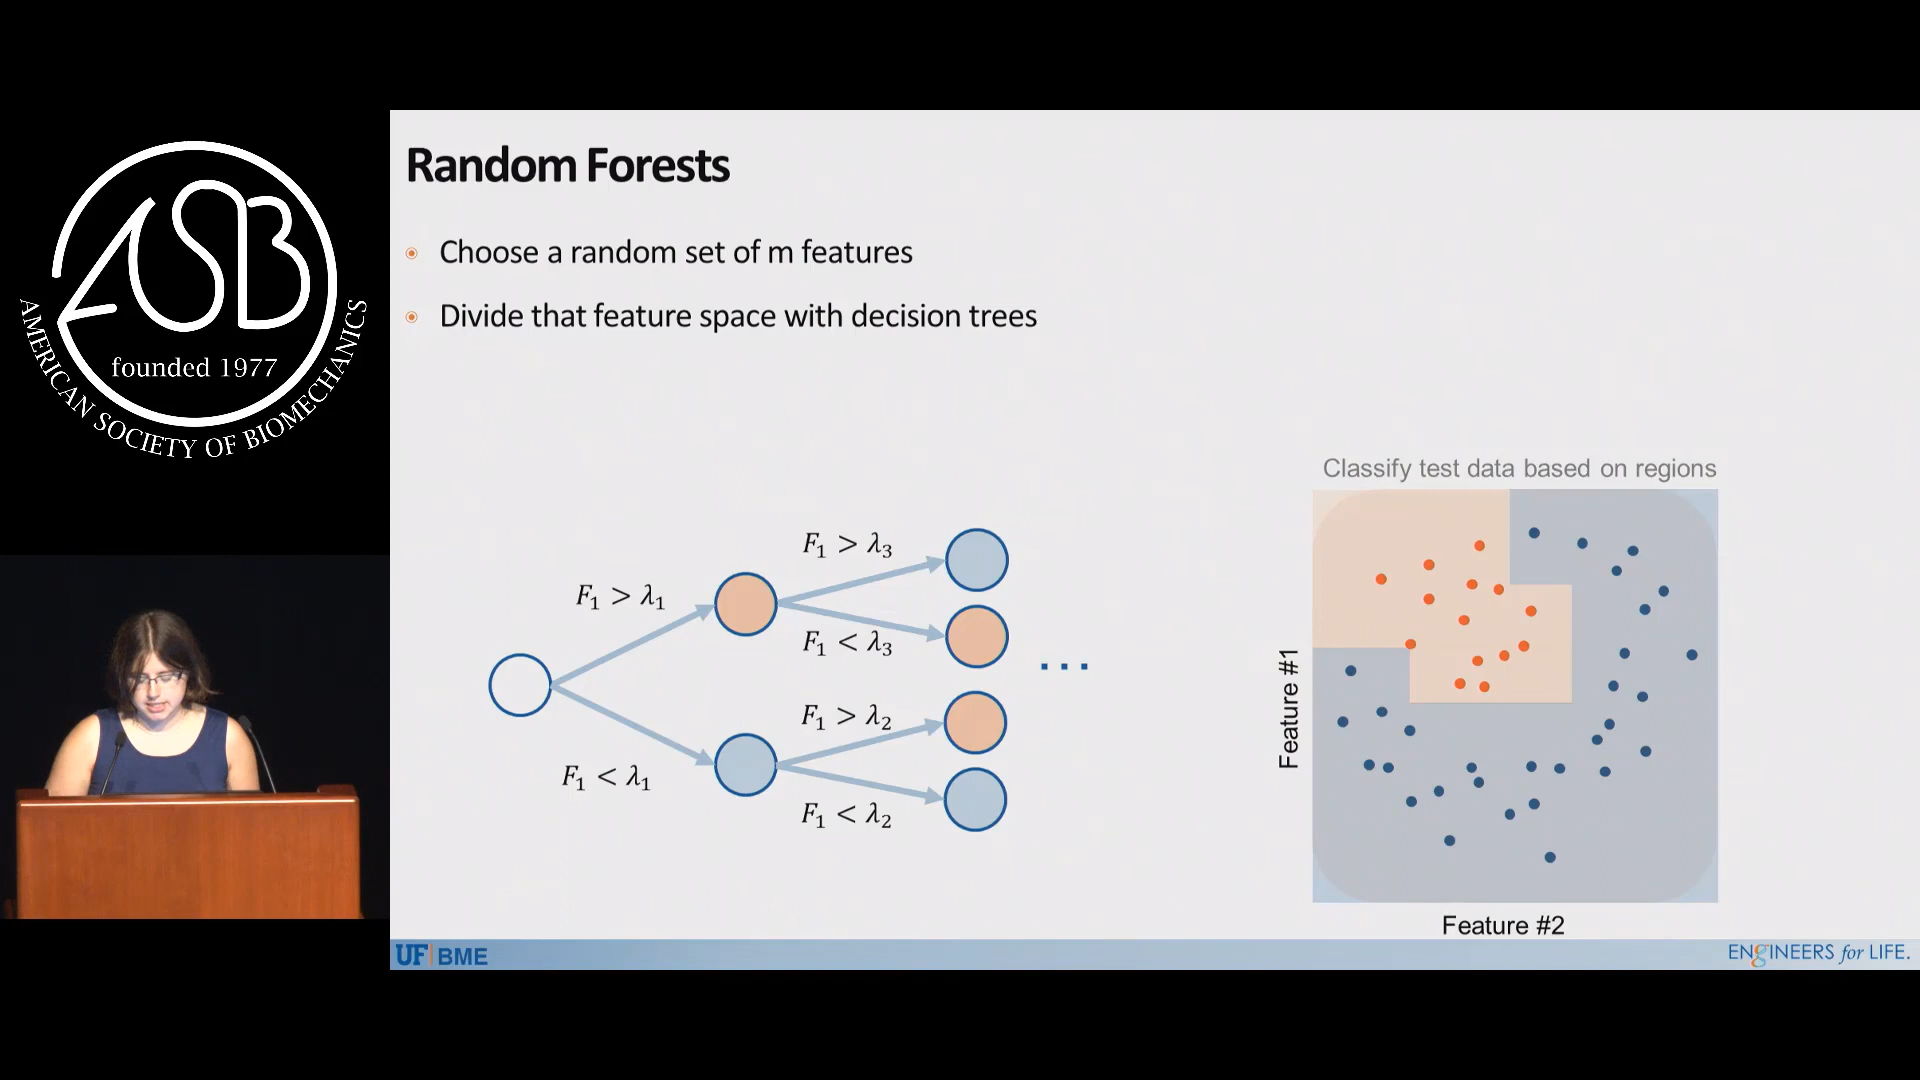 ASB
founded 1977
AMERICAN SOCIETY OF BIOMECHANICS
Random Forests
Choose a random set of m features
Divide that feature space with decision trees
F₁ > λ₁
F₁ < λ₁
F₁ > λ₃
F₁ < λ₃
F₁ > λ₂
F₁ < λ₂
...
Classify test data based on regions
Feature #1
Feature #2
UF | BME
ENGINEERS for LIFE.